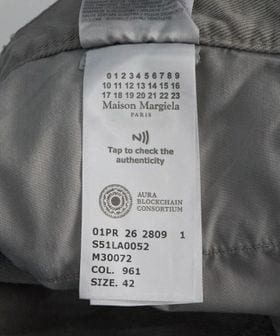 0 1 2 3 4 5 6 7 8 9
10 11 12 13 14 15 16
17 18 19 20 21 22 23
Maison Margiela
PARIS
Tap to check the
authenticity
AURA
BLOCKCHAIN
CONSORTIUM
01PR 26 2809 1
S51LA0052
M30072
COL. 961
SIZE. 42